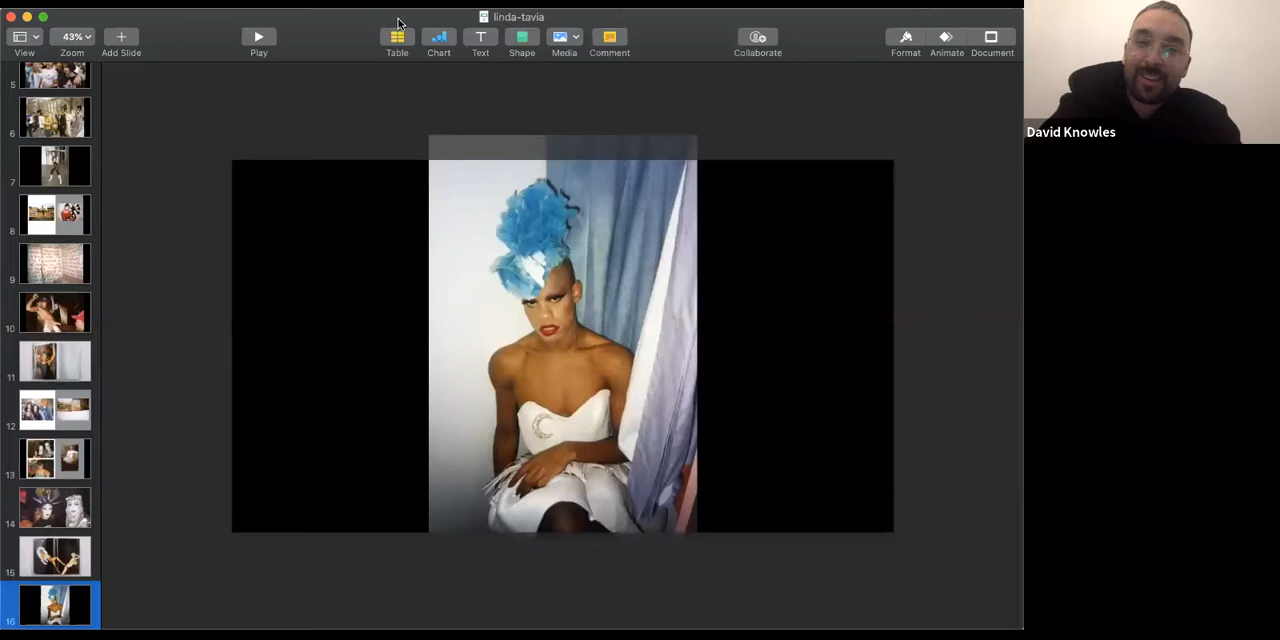 linda-tavia
View
43%
Zoom
Add Slide
Play
Table
Chart
Text
Shape
Media
Comment
Collaborate
Format
Animate
Document
David Knowles
5
6
7
8
9
10
11
12
13
14
15
16